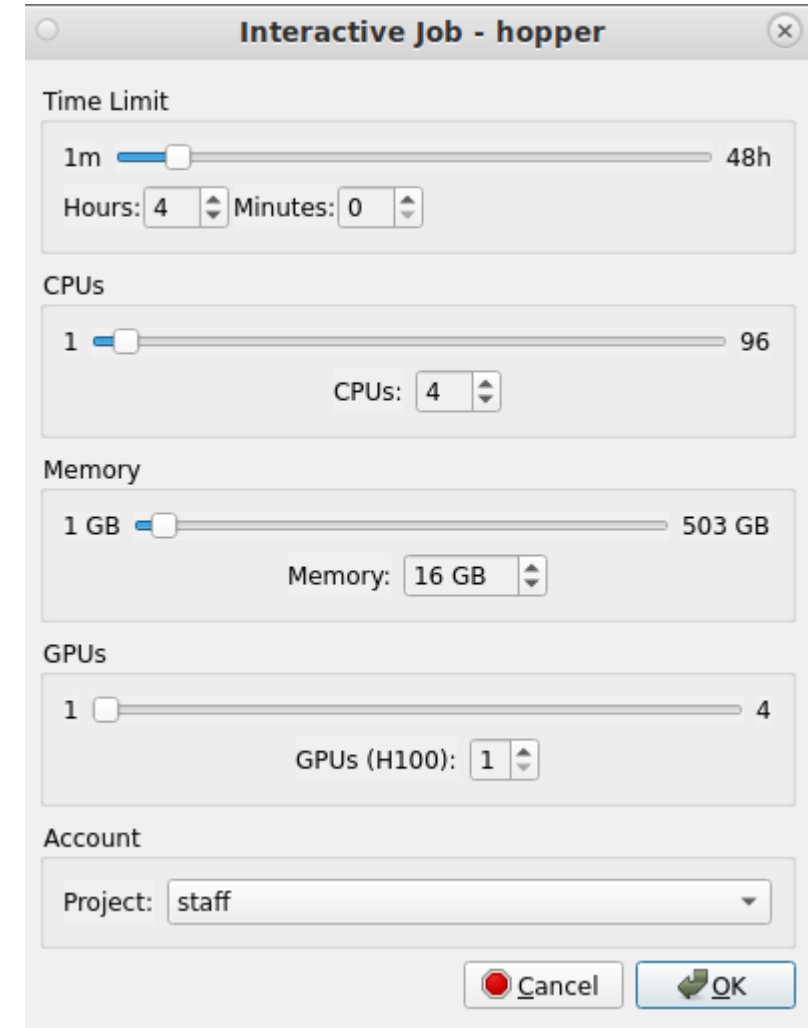 Interactive Job - hopper
Time Limit
1m 48h
Hours: 4 Minutes: 0
CPUs
1 96
CPUs: 4
Memory
1 GB 503 GB
Memory: 16 GB
GPUs
1 4
GPUs (H100): 1
Account
Project: staff
Cancel OK